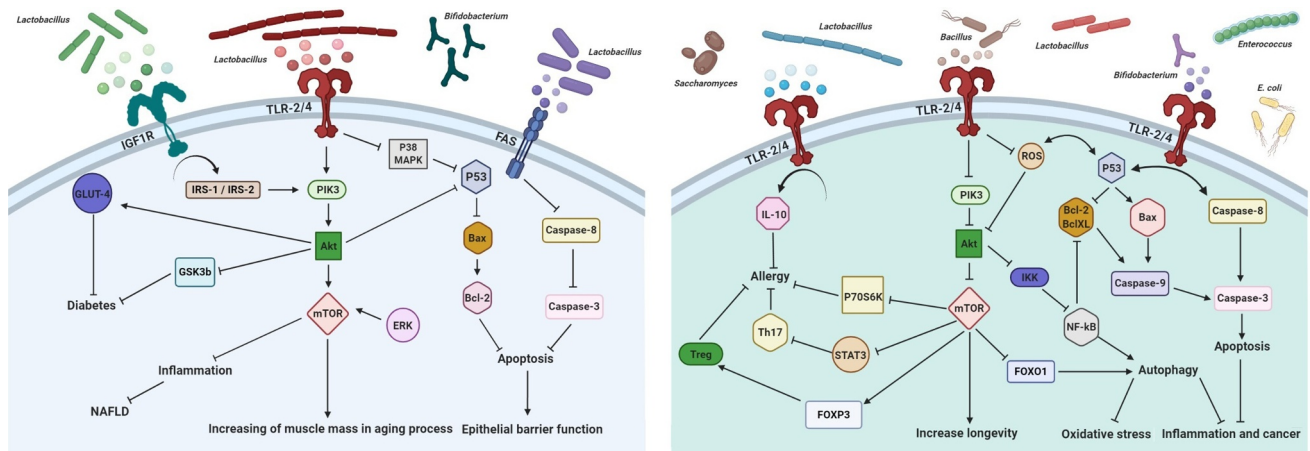 Lactobacillus
Lactobacillus
Bifidobacterium
Lactobacillus
IGF1R
TLR-2/4
FAS
P38
MAPK
P53
GLUT-4
IRS-1 / IRS-2
PIK3
Bax
Caspase-8
Akt
GSK3b
Diabetes
Bcl-2
Caspase-3
mTOR
ERK
Inflammation
Apoptosis
NAFLD
Increasing of muscle mass in aging process
Epithelial barrier function
Saccharomyces
Bacillus
Lactobacillus
Enterococcus
Bifidobacterium
E. coli
TLR-2/4
TLR-2/4
TLR-2/4
ROS
P53
IL-10
PIK3
Bcl-2
BclXL
Bax
Caspase-8
Akt
Allergy
IKK
Caspase-9
P70S6K
Caspase-3
mTOR
Th17
NF-kB
Treg
STAT3
Apoptosis
FOXO1
Autophagy
FOXP3
Increase longevity
Oxidative stress
Inflammation and cancer